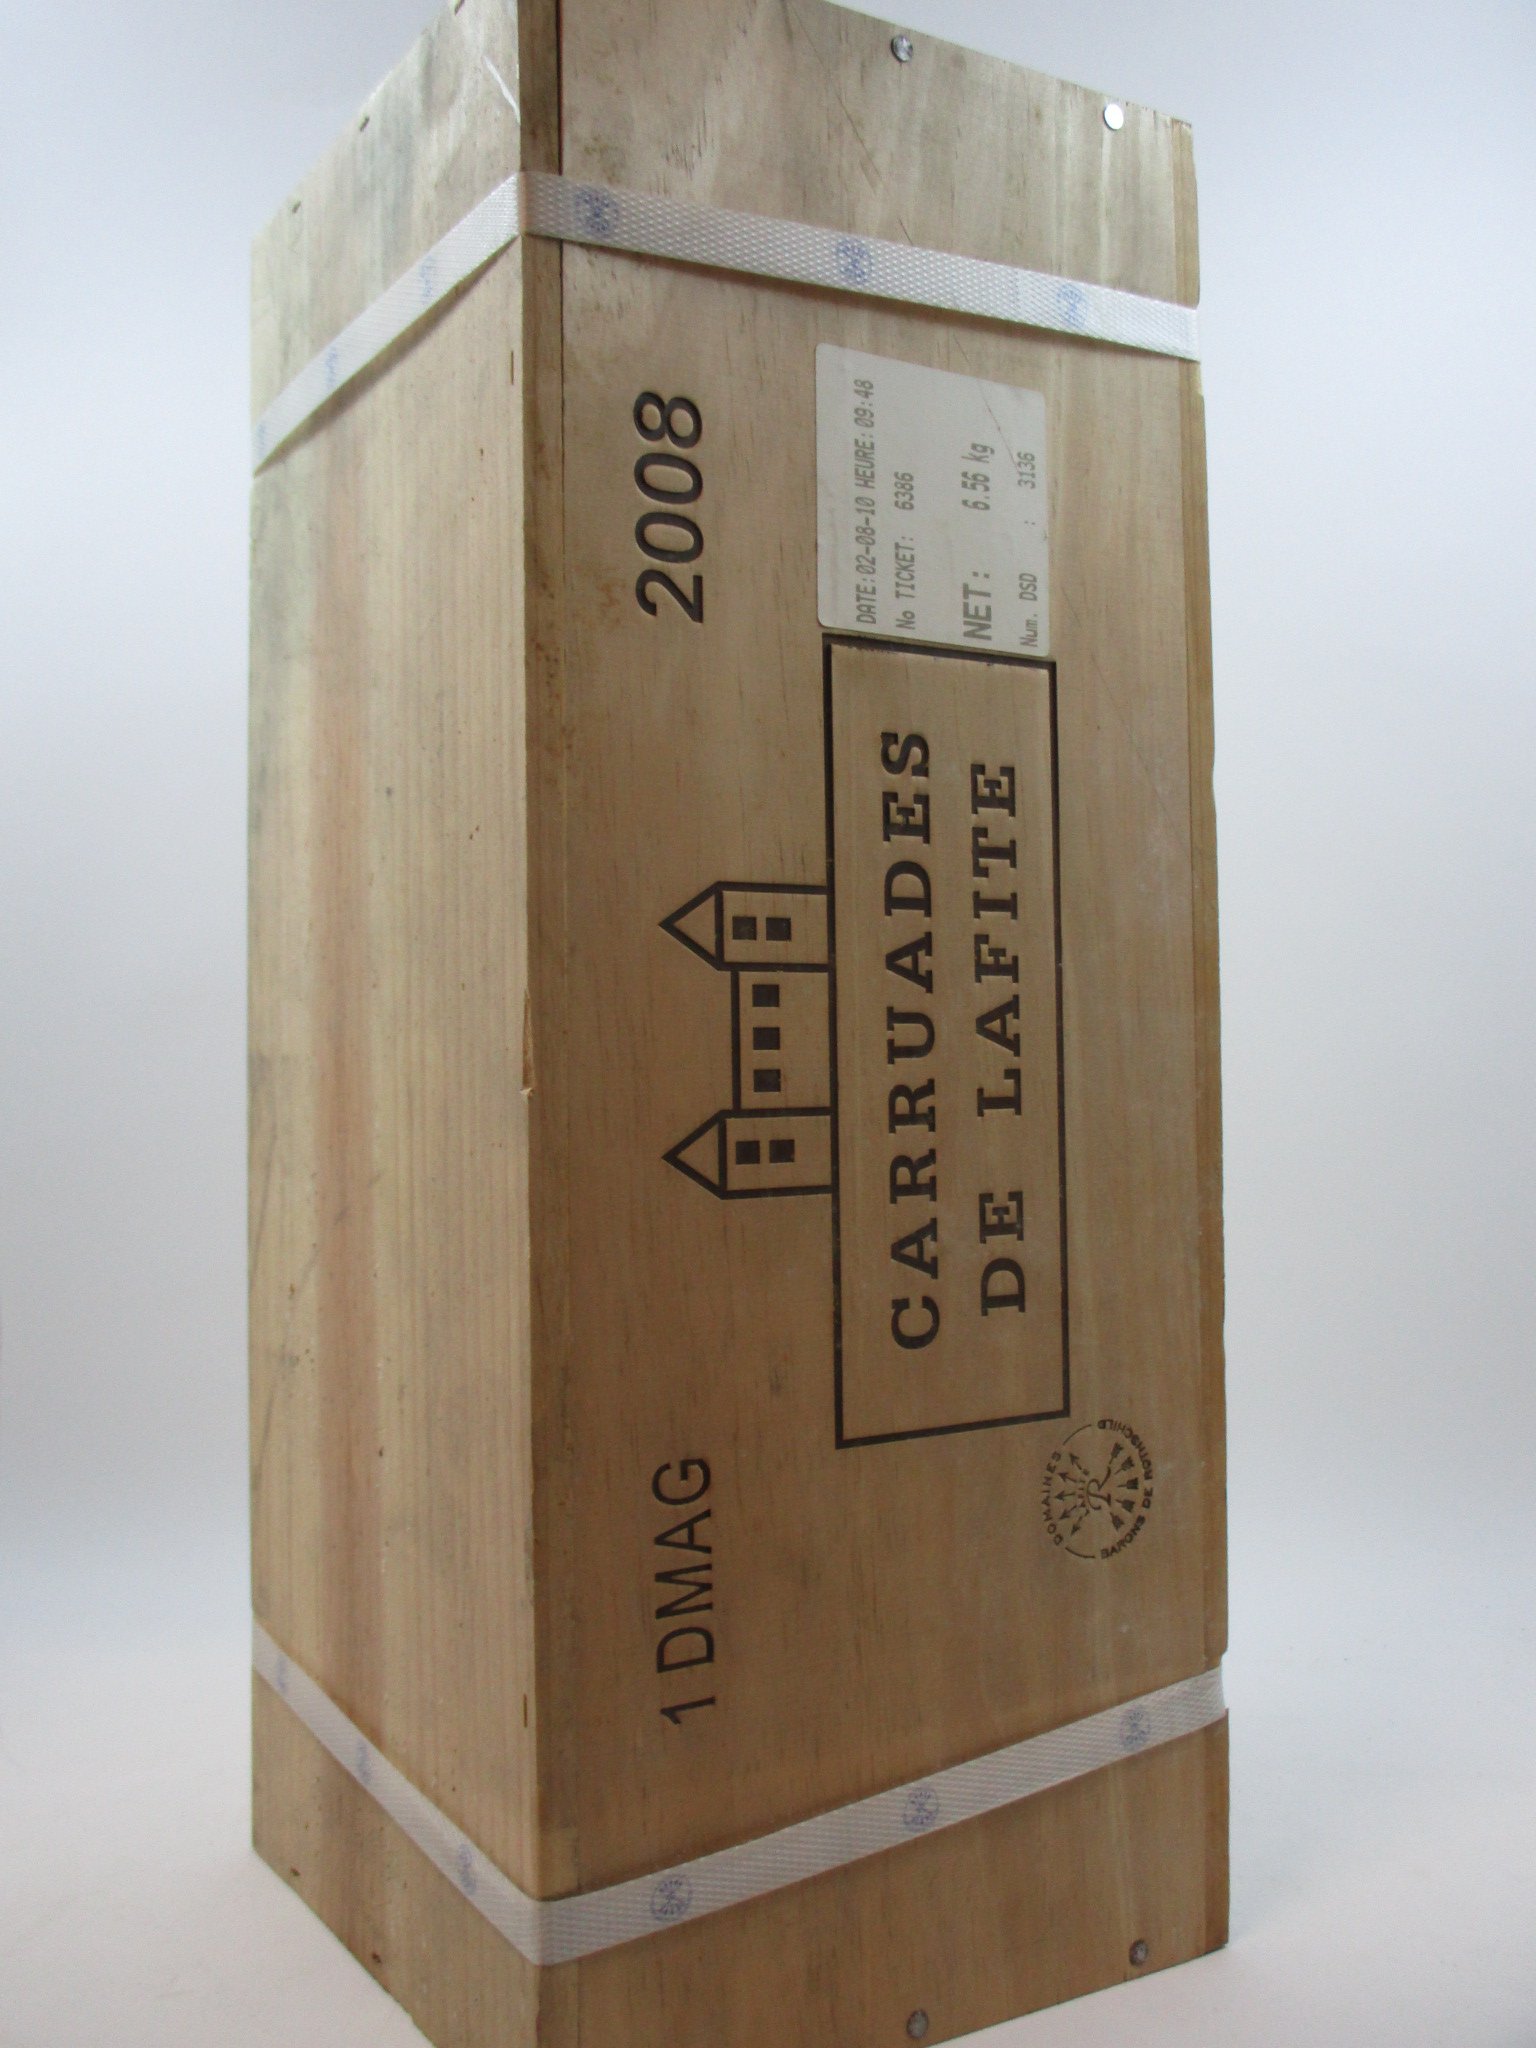 1 DMAG
2008
CARRUADES
DE LAFITE
DATE:02-08-10 HEURE:09:48
No TICKET: 6386
NET: 6.56 kg
Num. DSD : 3136
DOMAINES
BARONS DE ROTHSCHILD
R